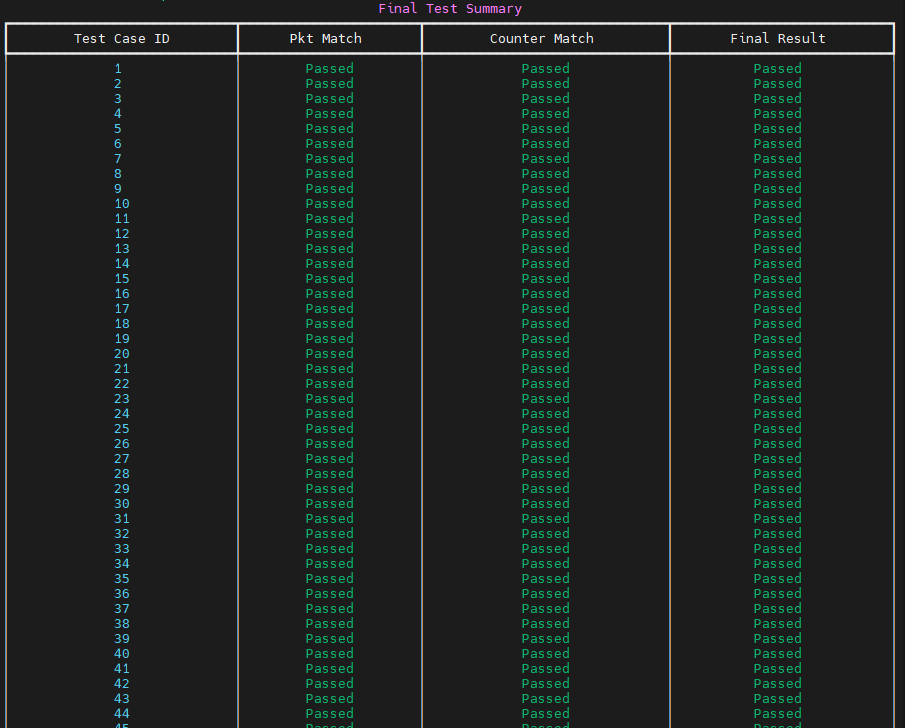 Final Test Summary
Test Case ID Pkt Match Counter Match Final Result
1 Passed Passed Passed
2 Passed Passed Passed
3 Passed Passed Passed
4 Passed Passed Passed
5 Passed Passed Passed
6 Passed Passed Passed
7 Passed Passed Passed
8 Passed Passed Passed
9 Passed Passed Passed
10 Passed Passed Passed
11 Passed Passed Passed
12 Passed Passed Passed
13 Passed Passed Passed
14 Passed Passed Passed
15 Passed Passed Passed
16 Passed Passed Passed
17 Passed Passed Passed
18 Passed Passed Passed
19 Passed Passed Passed
20 Passed Passed Passed
21 Passed Passed Passed
22 Passed Passed Passed
23 Passed Passed Passed
24 Passed Passed Passed
25 Passed Passed Passed
26 Passed Passed Passed
27 Passed Passed Passed
28 Passed Passed Passed
29 Passed Passed Passed
30 Passed Passed Passed
31 Passed Passed Passed
32 Passed Passed Passed
33 Passed Passed Passed
34 Passed Passed Passed
35 Passed Passed Passed
36 Passed Passed Passed
37 Passed Passed Passed
38 Passed Passed Passed
39 Passed Passed Passed
40 Passed Passed Passed
41 Passed Passed Passed
42 Passed Passed Passed
43 Passed Passed Passed
44 Passed Passed Passed
45 Passed Passed Passed